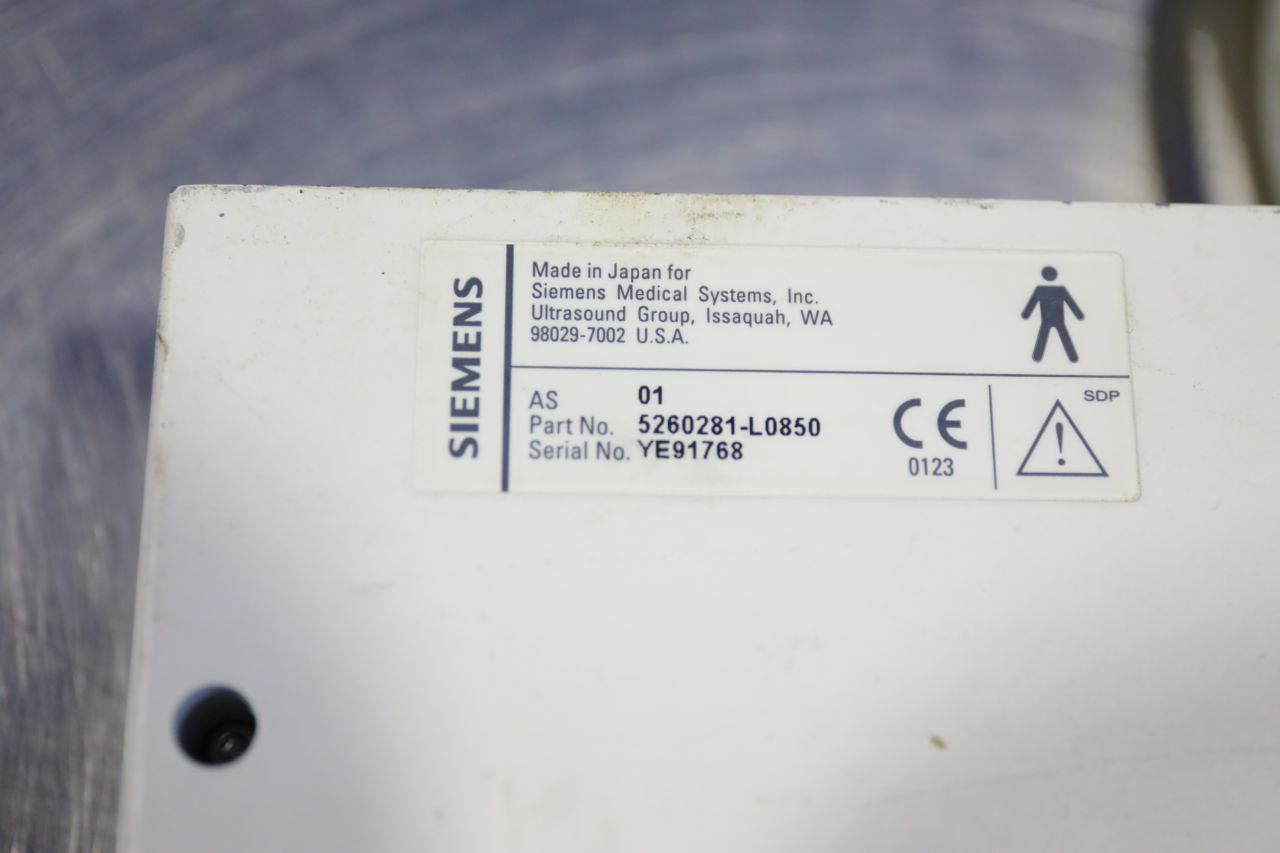 SIEMENS
Made in Japan for
Siemens Medical Systems, Inc.
Ultrasound Group, Issaquah, WA
98029-7002 U.S.A.
AS 01
Part No. 5260281-L0850
Serial No. YE91768
CE
0123
SDP
!